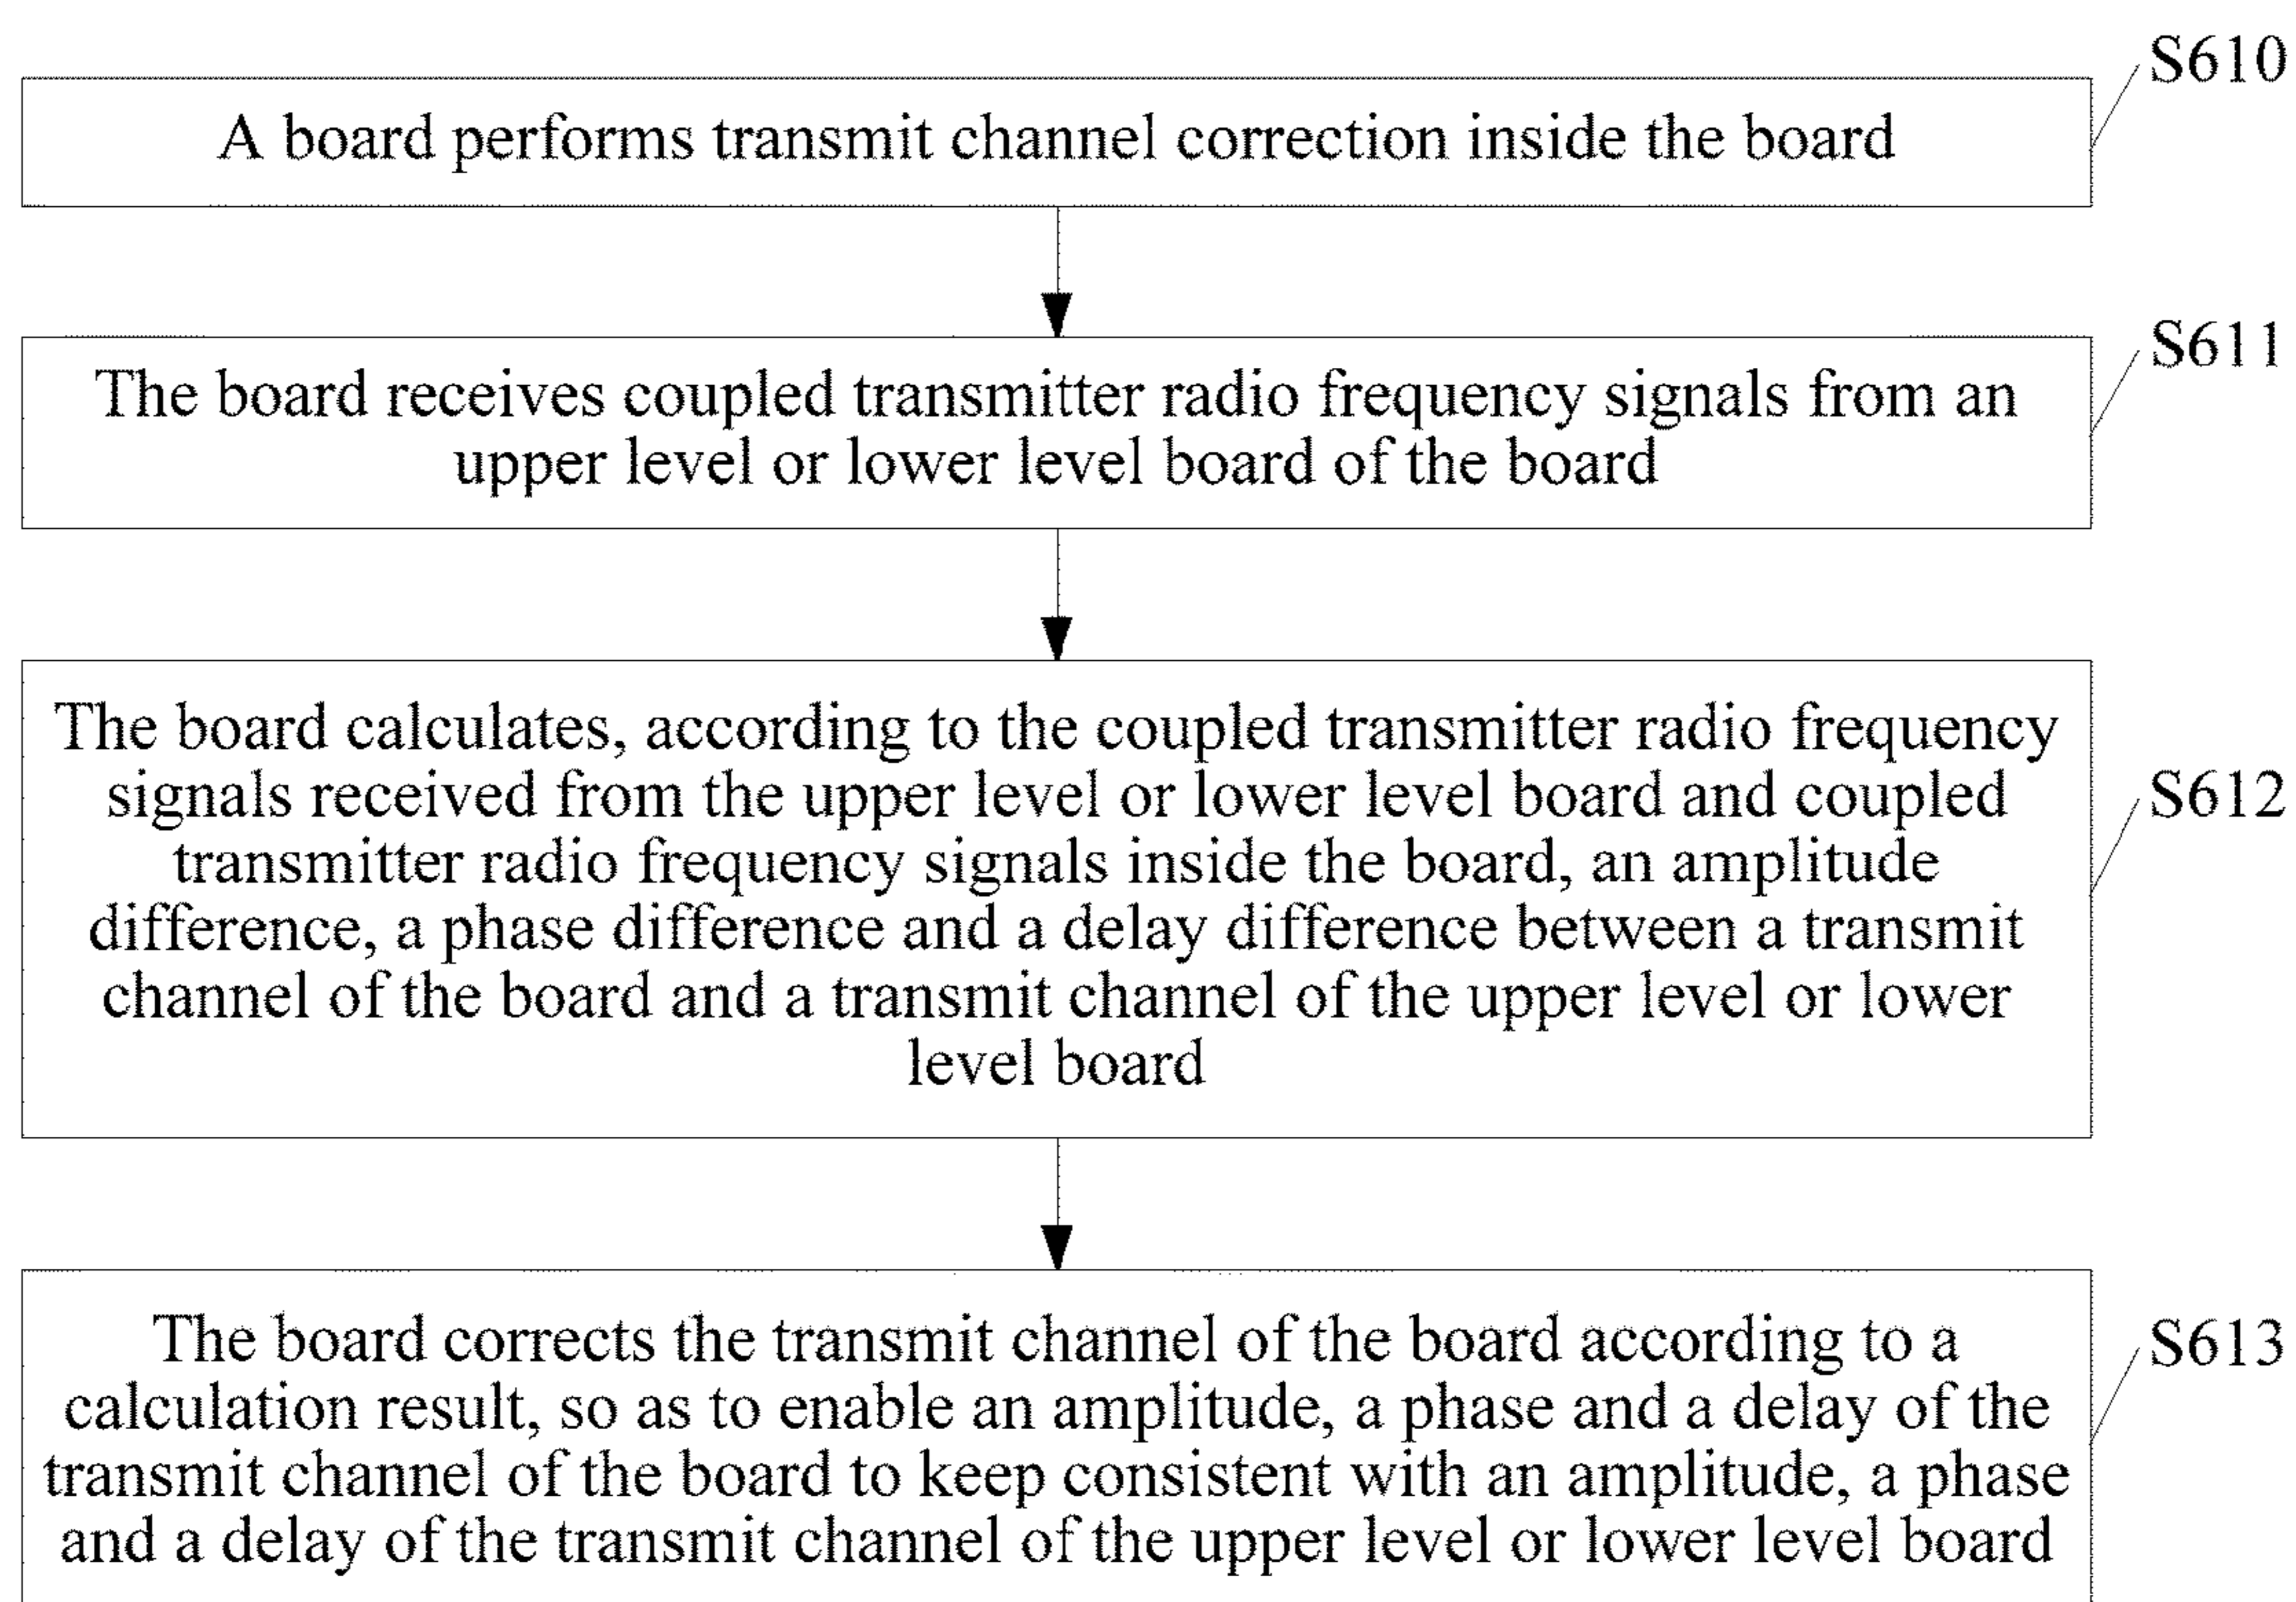 S610
A board performs transmit channel correction inside the board
S611
The board receives coupled transmitter radio frequency signals from an
upper level or lower level board of the board
The board calculates, according to the coupled transmitter radio frequency
signals received from the upper level or lower level board and coupled
transmitter radio frequency signals inside the board, an amplitude
difference, a phase difference and a delay difference between a transmit
channel of the board and a transmit channel of the upper level or lower
level board
S612
The board corrects the transmit channel of the board according to a
calculation result, so as to enable an amplitude, a phase and a delay of the
transmit channel of the board to keep consistent with an amplitude, a phase
and a delay of the transmit channel of the upper level or lower level board
S613